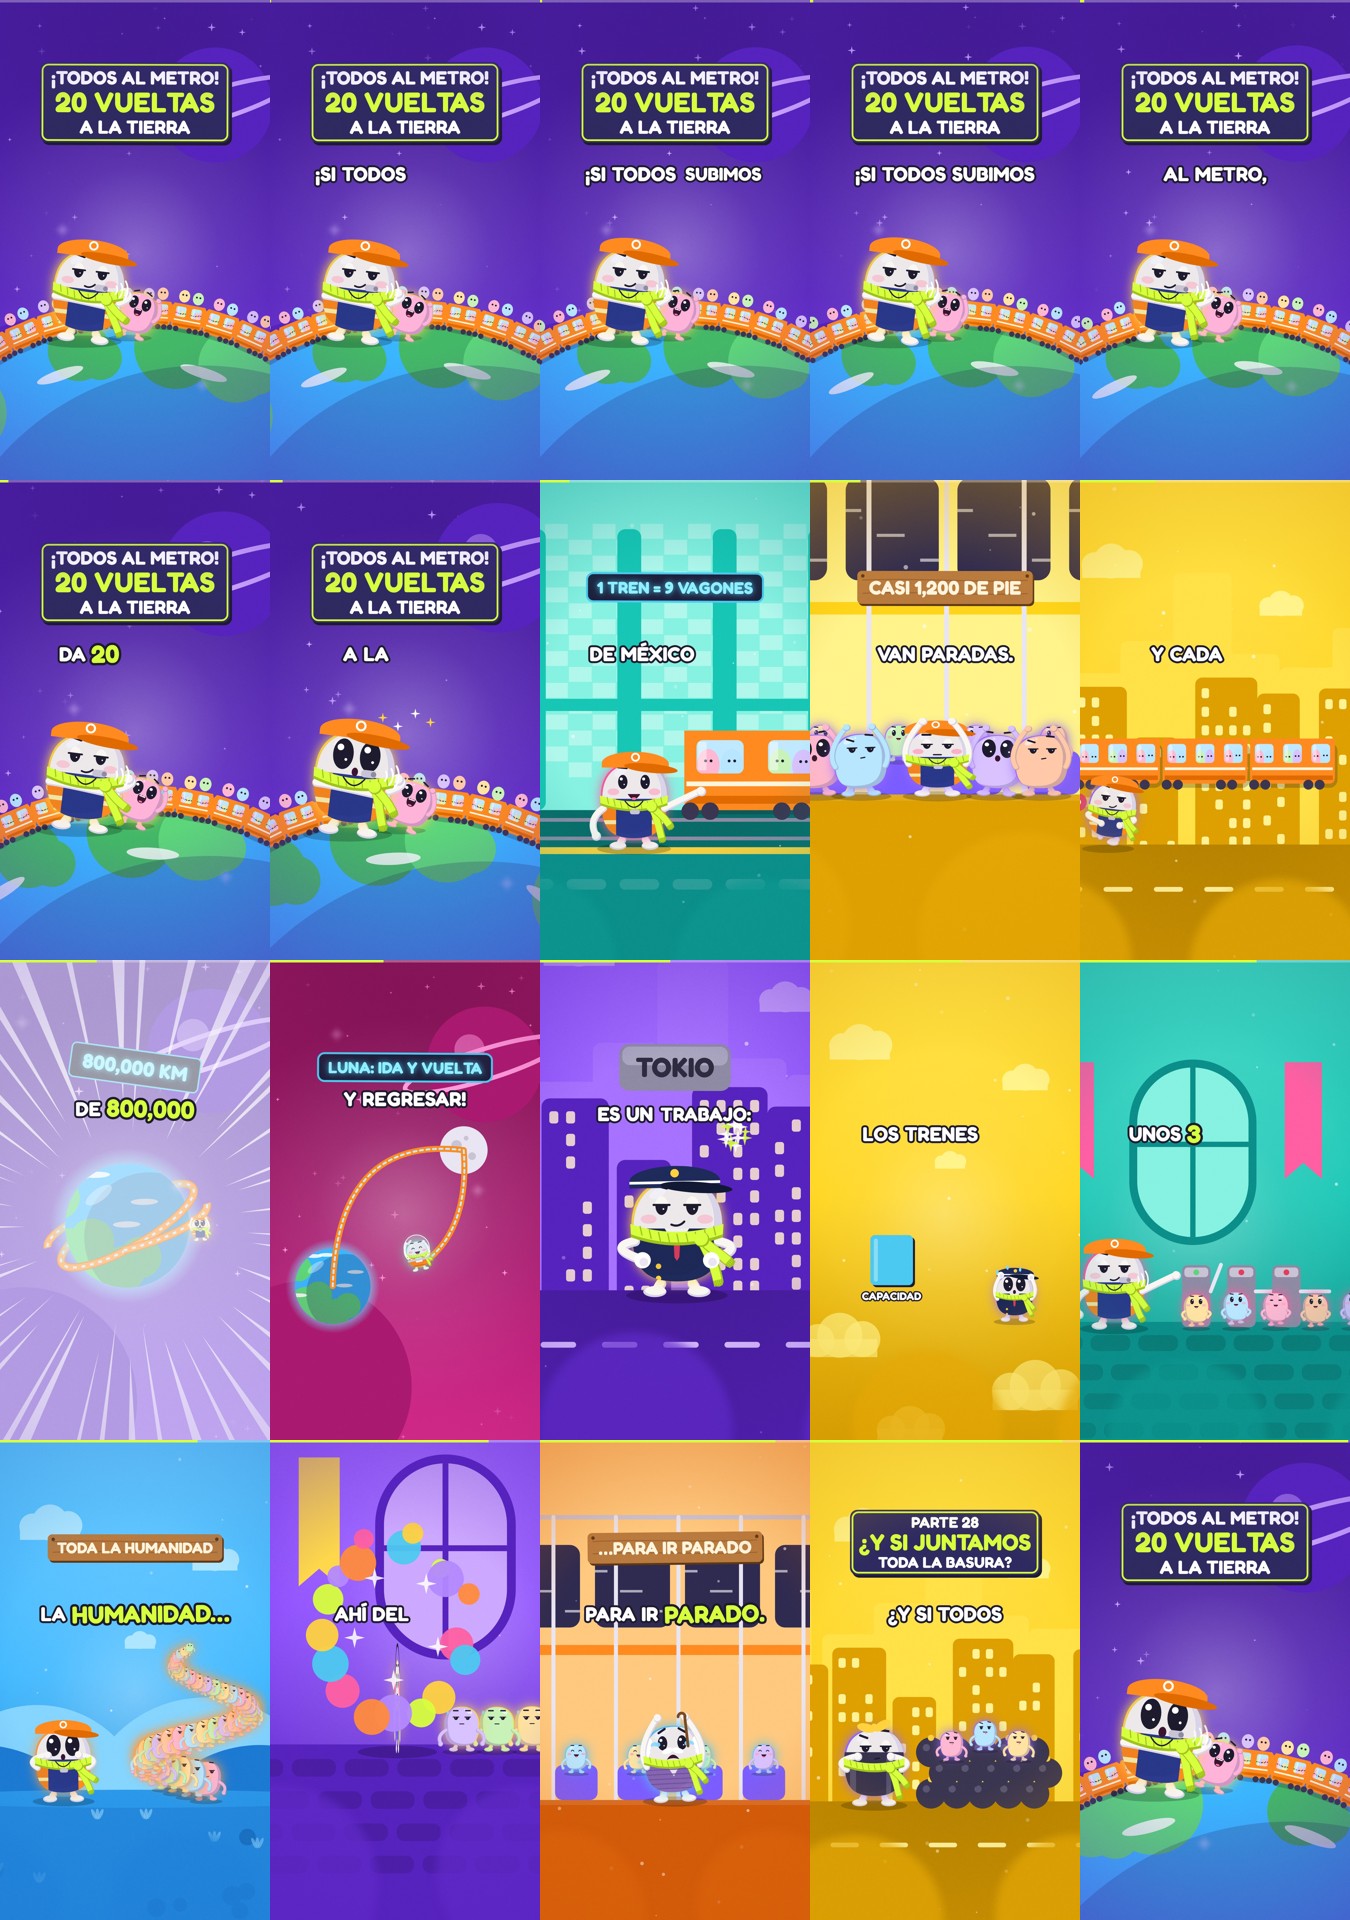 ¡TODOS AL METRO!
20 VUELTAS
A LA TIERRA
¡TODOS AL METRO!
20 VUELTAS
A LA TIERRA
¡SI TODOS
¡TODOS AL METRO!
20 VUELTAS
A LA TIERRA
¡SI TODOS SUBIMOS
¡TODOS AL METRO!
20 VUELTAS
A LA TIERRA
¡SI TODOS SUBIMOS
¡TODOS AL METRO!
20 VUELTAS
A LA TIERRA
AL METRO,
¡TODOS AL METRO!
20 VUELTAS
A LA TIERRA
DA 20
¡TODOS AL METRO!
20 VUELTAS
A LA TIERRA
A LA
1 TREN = 9 VAGONES
DE MÉXICO
CASI 1,200 DE PIE
VAN PARADAS.
Y CADA
800,000 KM
DE 800,000
LUNA: IDA Y VUELTA
Y REGRESAR!
TOKIO
ES UN TRABAJO:
LOS TRENES
CAPACIDAD
UNOS 3
TODA LA HUMANIDAD
LA HUMANIDAD...
AHÍ DEL
...PARA IR PARADO
PARA IR PARADO.
PARTE 28
¿Y SI JUNTAMOS
TODA LA BASURA?
¿Y SI TODOS
¡TODOS AL METRO!
20 VUELTAS
A LA TIERRA